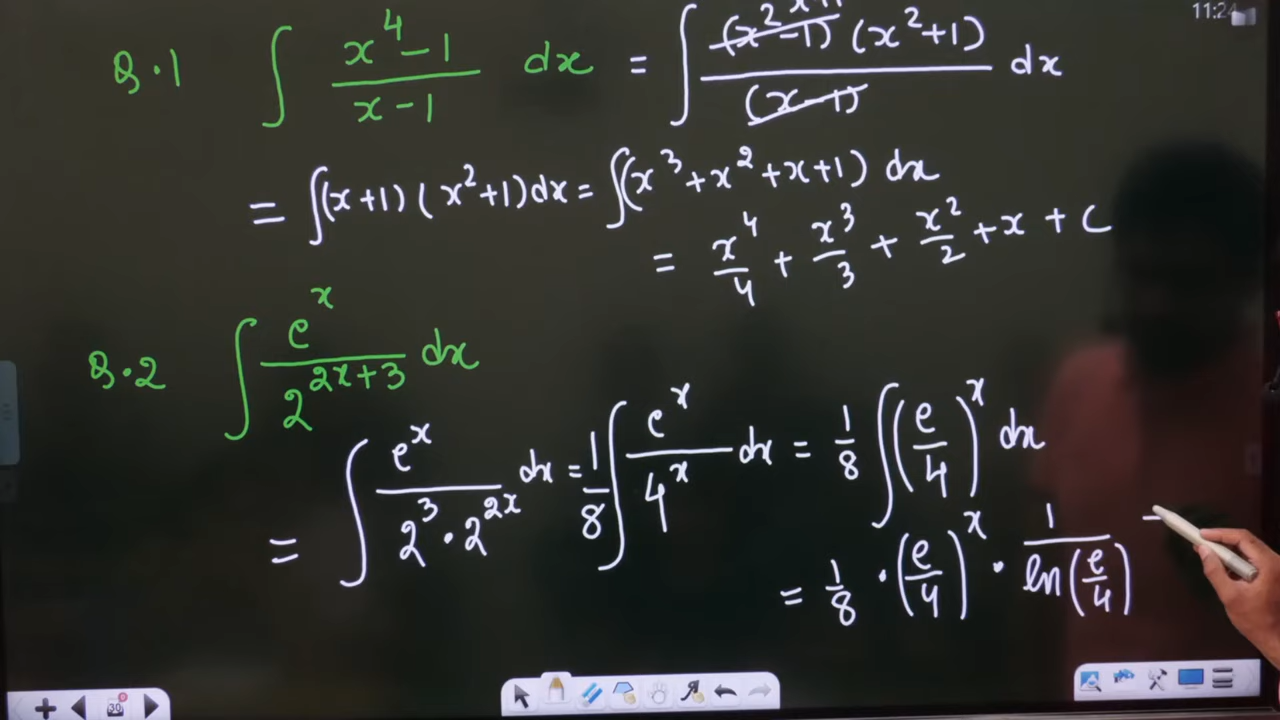 11:24
Q.1 ∫ (x⁴-1)/(x-1) dx = ∫ (x²-1)(x²+1)/(x-1) dx
= ∫(x+1)(x²+1)dx = ∫(x³+x²+x+1) dx
= x⁴/4 + x³/3 + x²/2 + x + c
Q.2 ∫ eˣ/2²ˣ⁺³ dx
= ∫ eˣ/(2³·2²ˣ) dx = 1/8 ∫ eˣ/4ˣ dx = 1/8 ∫ (e/4)ˣ dx
= 1/8 · (e/4)ˣ · 1/ln(e/4) –
30